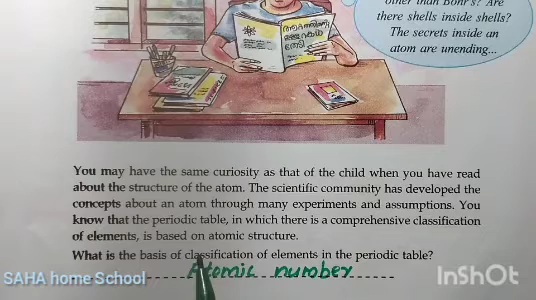 other than Bohr's? Are
there shells inside shells?
The secrets inside an
atom are unending...
You may have the same curiosity as that of the child when you have read
about the structure of the atom. The scientific community has developed the
concepts about an atom through many experiments and assumptions. You
know that the periodic table, in which there is a comprehensive classification
of elements, is based on atomic structure.
What is the basis of classification of elements in the periodic table?
Atomic number
SAHA home School
InShOt